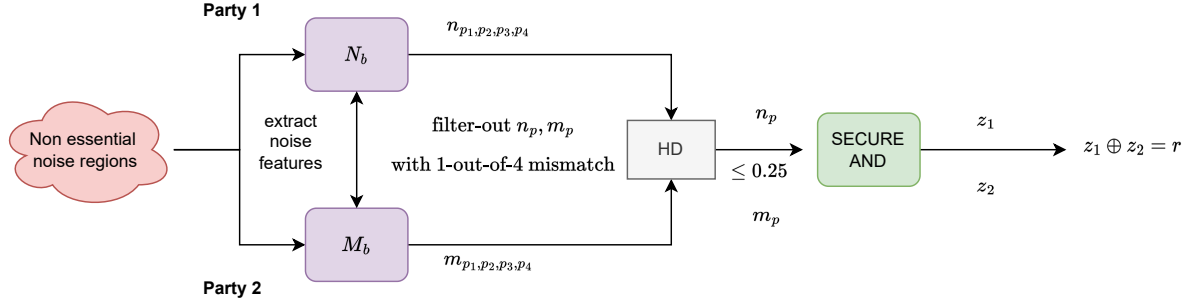 Party 1
n_{p_1,p_2,p_3,p_4}
N_b
Non essential
noise regions
extract
noise
features
filter-out n_p, m_p
with 1-out-of-4 mismatch
HD
n_p
≤ 0.25
m_p
SECURE
AND
z_1
z_2
z_1 ⊕ z_2 = r
M_b
m_{p_1,p_2,p_3,p_4}
Party 2